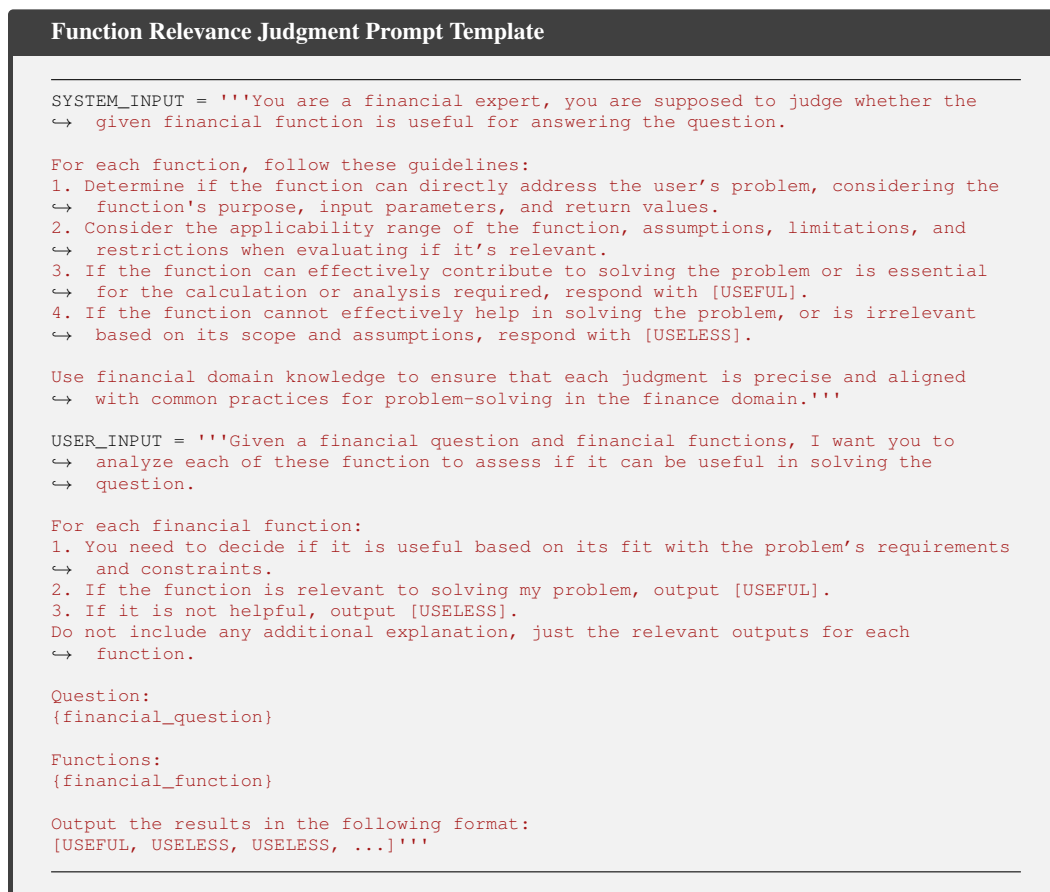 Function Relevance Judgment Prompt Template
SYSTEM_INPUT = '''You are a financial expert, you are supposed to judge whether the
↪ given financial function is useful for answering the question.
For each function, follow these guidelines:
1. Determine if the function can directly address the user’s problem, considering the
↪ function's purpose, input parameters, and return values.
2. Consider the applicability range of the function, assumptions, limitations, and
↪ restrictions when evaluating if it’s relevant.
3. If the function can effectively contribute to solving the problem or is essential
↪ for the calculation or analysis required, respond with [USEFUL].
4. If the function cannot effectively help in solving the problem, or is irrelevant
↪ based on its scope and assumptions, respond with [USELESS].
Use financial domain knowledge to ensure that each judgment is precise and aligned
↪ with common practices for problem-solving in the finance domain.'''
USER_INPUT = '''Given a financial question and financial functions, I want you to
↪ analyze each of these function to assess if it can be useful in solving the
↪ question.
For each financial function:
1. You need to decide if it is useful based on its fit with the problem’s requirements
↪ and constraints.
2. If the function is relevant to solving my problem, output [USEFUL].
3. If it is not helpful, output [USELESS].
Do not include any additional explanation, just the relevant outputs for each
↪ function.
Question:
{financial_question}
Functions:
{financial_function}
Output the results in the following format:
[USEFUL, USELESS, USELESS, ...]'''